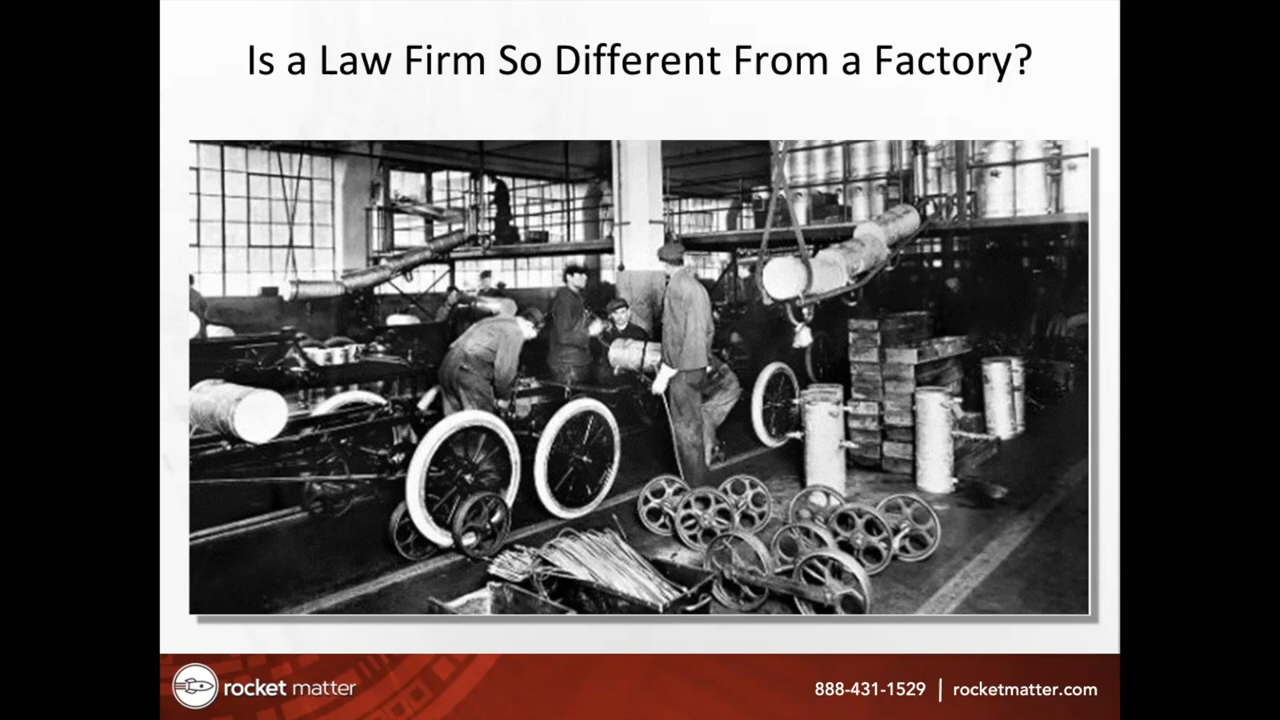 Is a Law Firm So Different From a Factory?
rocket matter
888-431-1529 | rocketmatter.com